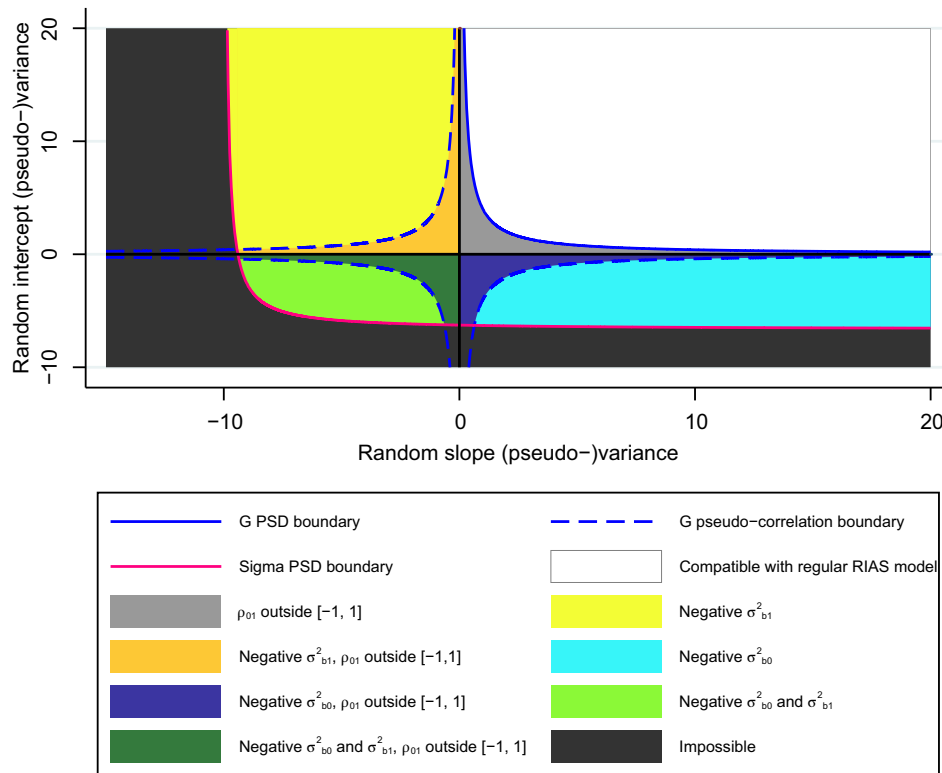 Random intercept (pseudo−)variance
20
10
0
−10
−10
0
10
20
Random slope (pseudo−)variance
G PSD boundary
G pseudo−correlation boundary
Sigma PSD boundary
Compatible with regular RIAS model
ρ₀₁ outside [−1, 1]
Negative σ²b1
Negative σ²b1, ρ₀₁ outside [−1,1]
Negative σ²b0
Negative σ²b0, ρ₀₁ outside [−1, 1]
Negative σ²b0 and σ²b1
Negative σ²b0 and σ²b1, ρ₀₁ outside [−1, 1]
Impossible